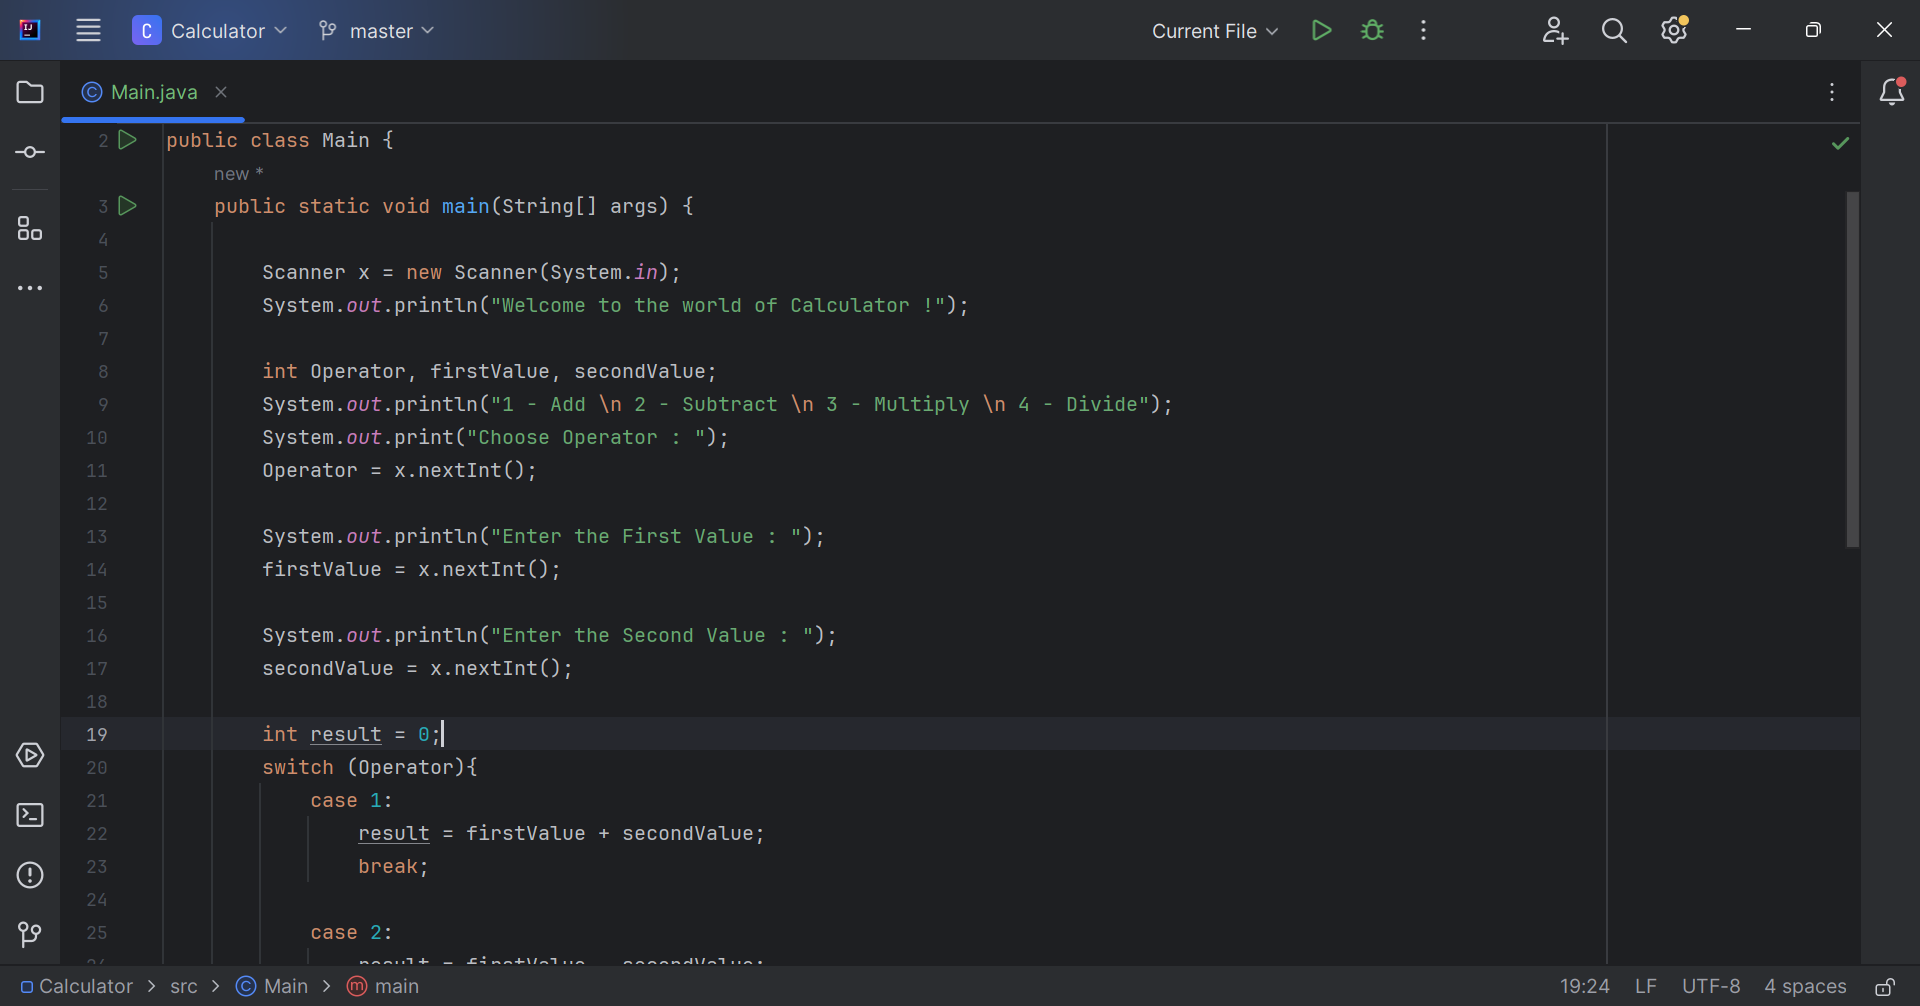 C Calculator master Current File
Main.java
2 public class Main {
new *
3 public static void main(String[] args) {
4
5 Scanner x = new Scanner(System.in);
6 System.out.println("Welcome to the world of Calculator !");
7
8 int Operator, firstValue, secondValue;
9 System.out.println("1 - Add \n 2 - Subtract \n 3 - Multiply \n 4 - Divide");
10 System.out.print("Choose Operator : ");
11 Operator = x.nextInt();
12
13 System.out.println("Enter the First Value : ");
14 firstValue = x.nextInt();
15
16 System.out.println("Enter the Second Value : ");
17 secondValue = x.nextInt();
18
19 int result = 0;
20 switch (Operator){
21 case 1:
22 result = firstValue + secondValue;
23 break;
24
25 case 2:
Calculator > src > Main > main 19:24 LF UTF-8 4 spaces